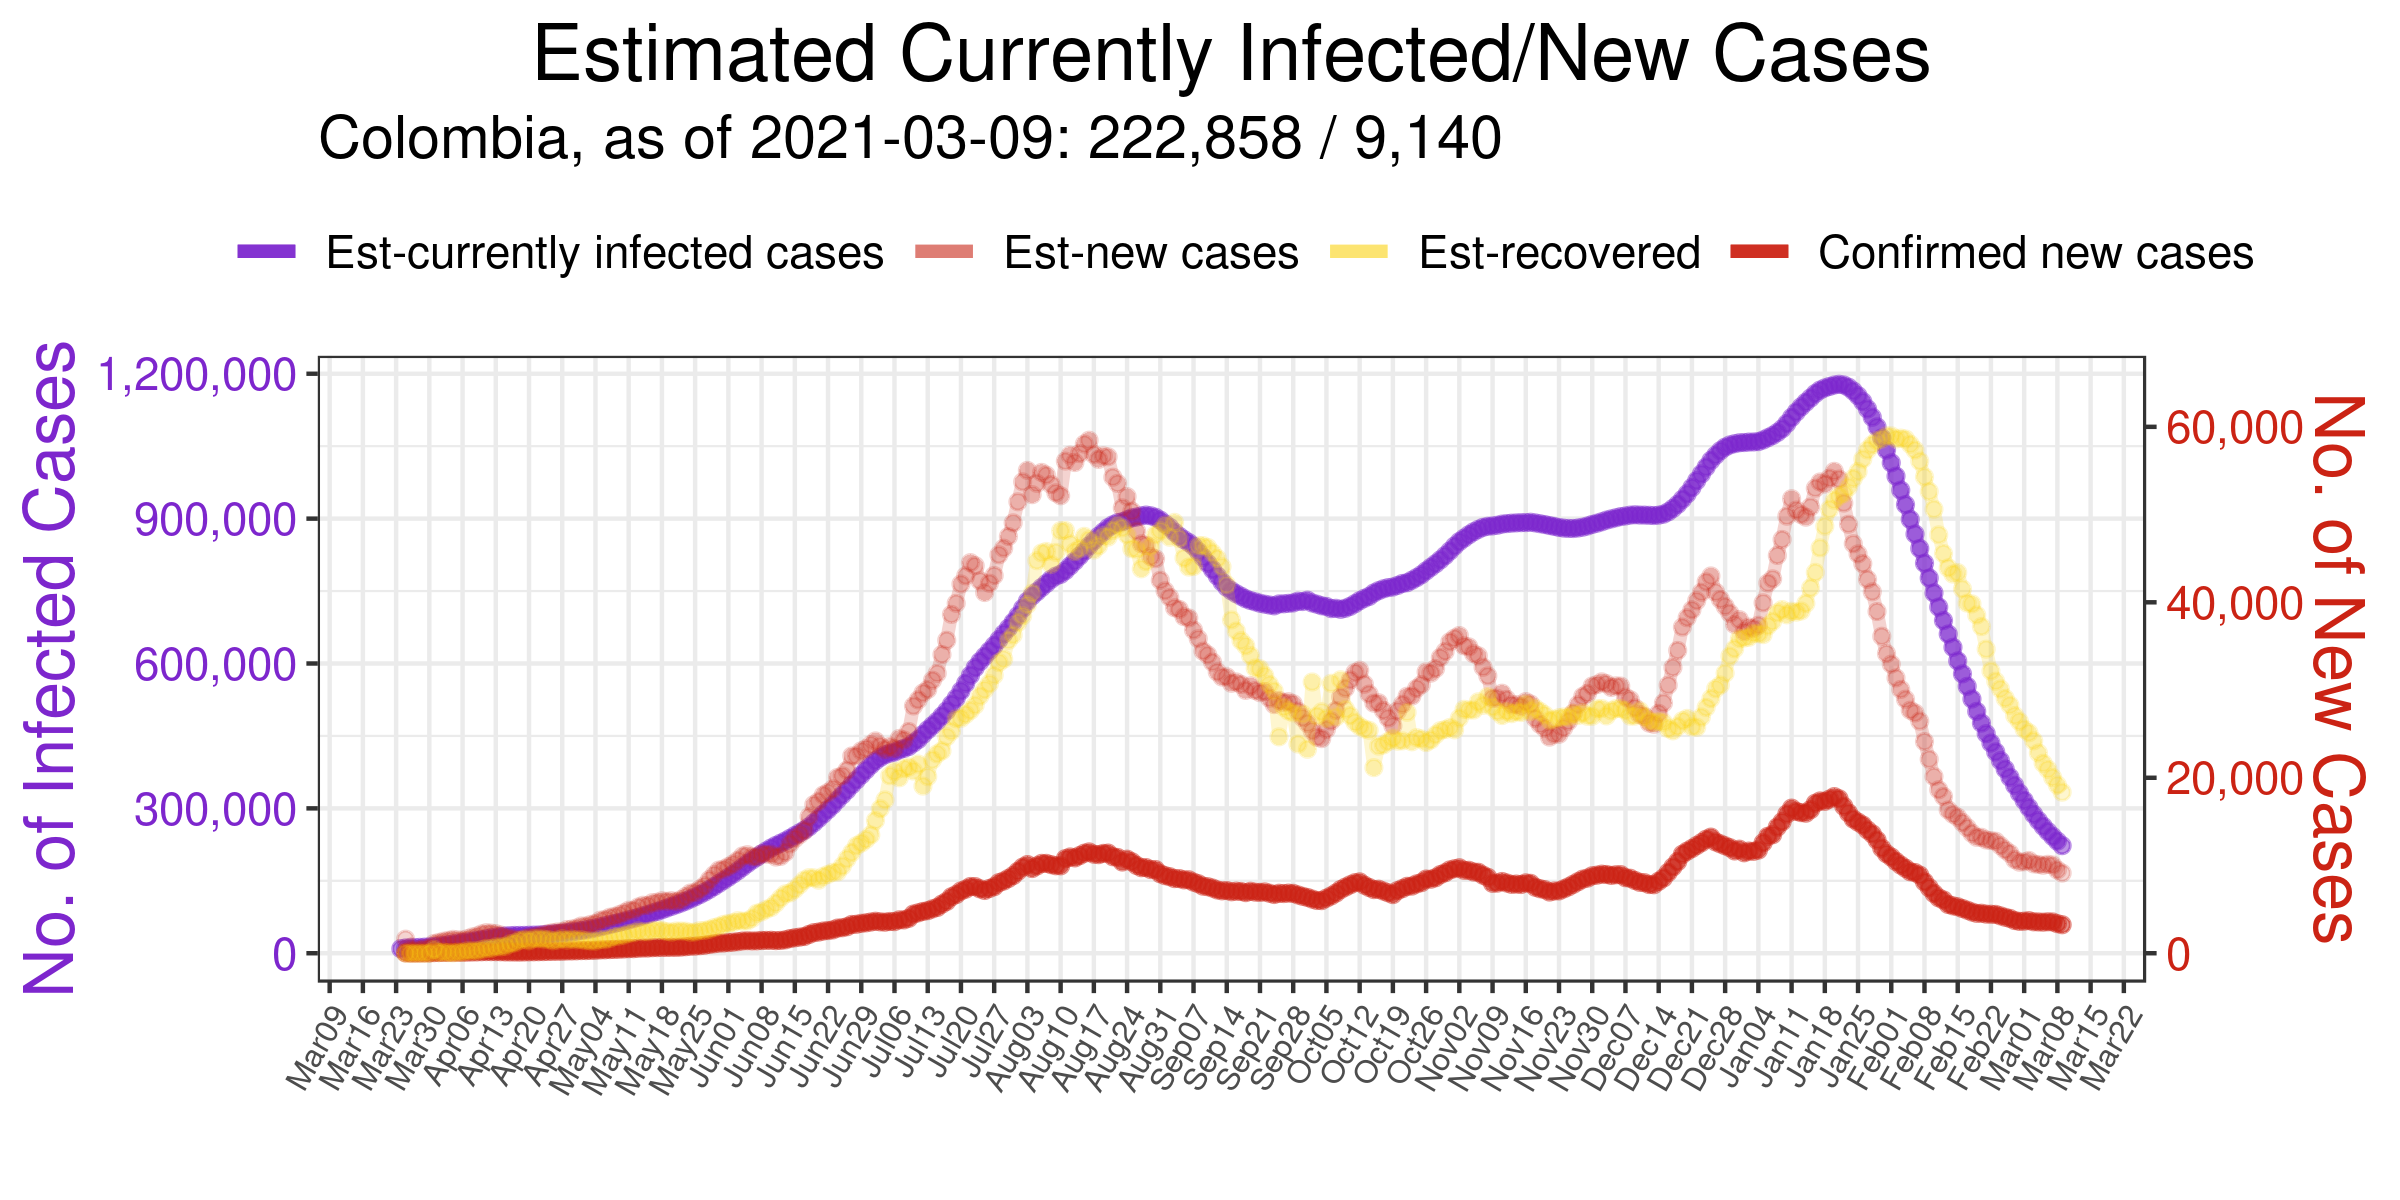 Estimated Currently Infected/New Cases
Colombia, as of 2021-03-09: 222,858 / 9,140
Est-currently infected cases Est-new cases Est-recovered Confirmed new cases
No. of Infected Cases
1,200,000
900,000
600,000
300,000
0
60,000
40,000
20,000
0
No. of New Cases
Mar09 Mar16 Mar23 Mar30 Apr06 Apr13 Apr20 Apr27 May04 May11 May18 May25 Jun01 Jun08 Jun15 Jun22 Jun29 Jul06 Jul13 Jul20 Jul27 Aug03 Aug10 Aug17 Aug24 Aug31 Sep07 Sep14 Sep21 Sep28 Oct05 Oct12 Oct19 Oct26 Nov02 Nov09 Nov16 Nov23 Nov30 Dec07 Dec14 Dec21 Dec28 Jan04 Jan11 Jan18 Jan25 Feb01 Feb08 Feb15 Feb22 Mar01 Mar08 Mar15 Mar22